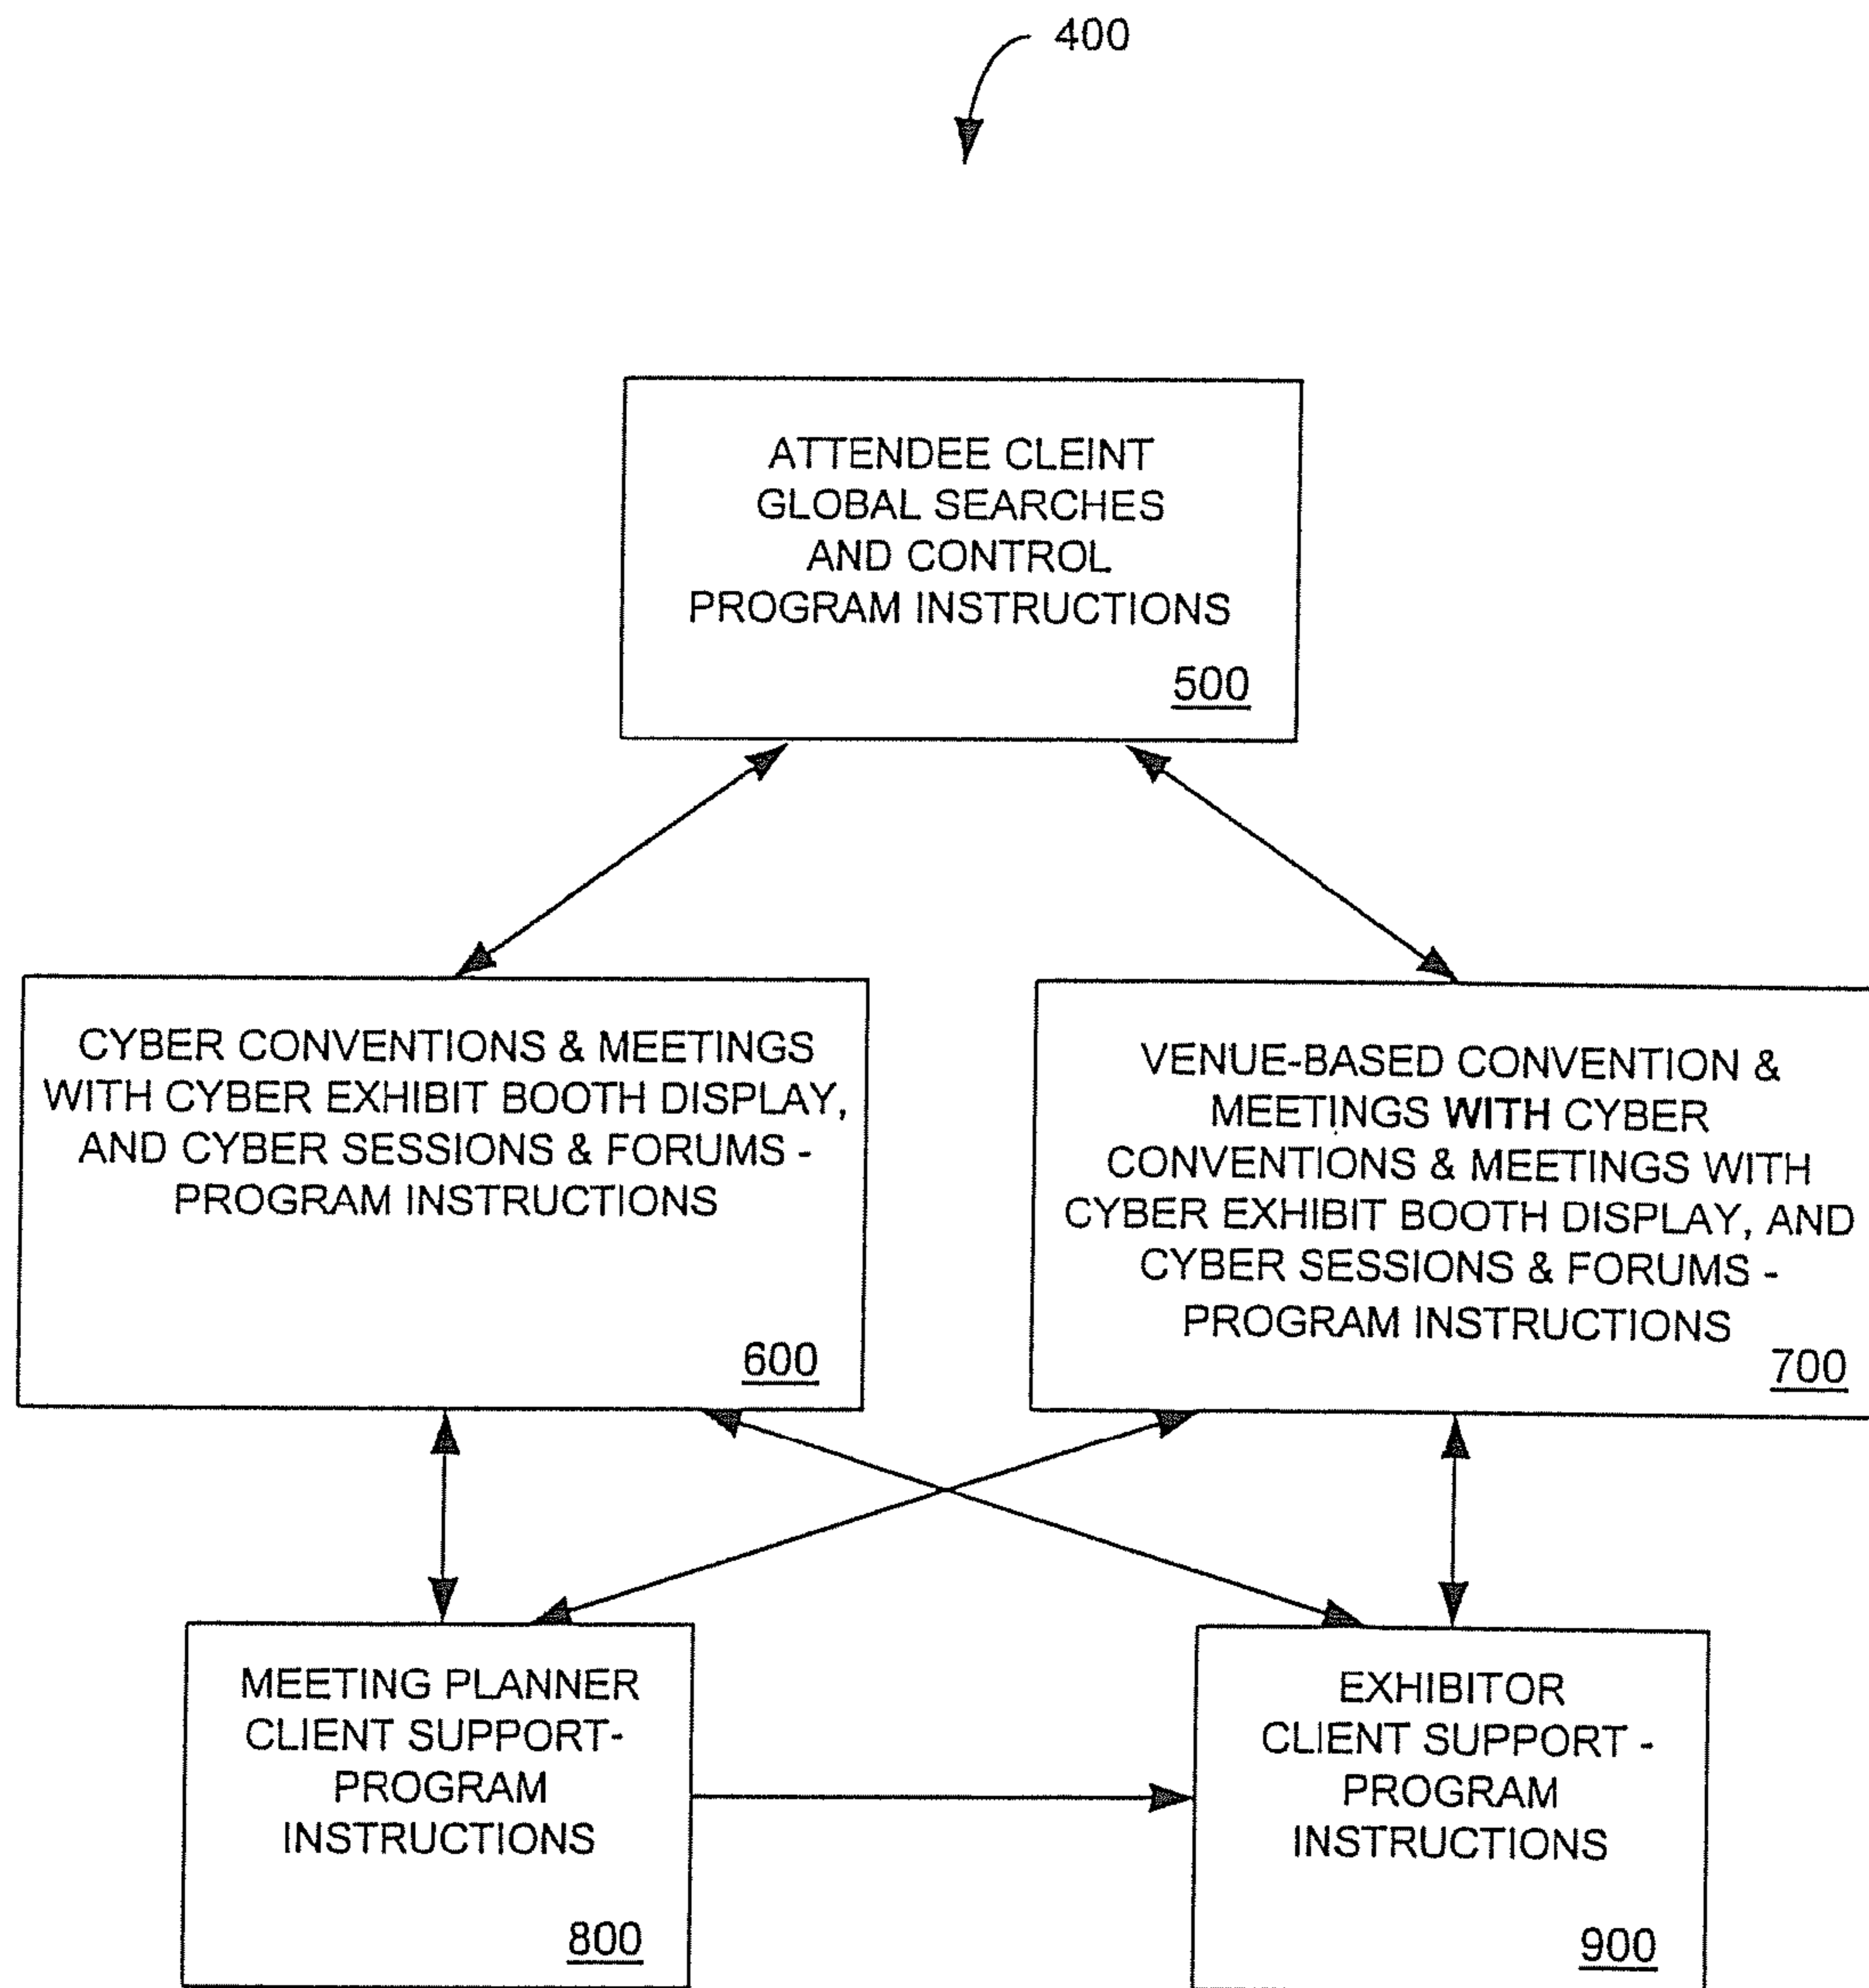 400
ATTENDEE CLEINT
GLOBAL SEARCHES
AND CONTROL
PROGRAM INSTRUCTIONS
500
CYBER CONVENTIONS & MEETINGS
WITH CYBER EXHIBIT BOOTH DISPLAY,
AND CYBER SESSIONS & FORUMS -
PROGRAM INSTRUCTIONS
600
VENUE-BASED CONVENTION &
MEETINGS WITH CYBER
CONVENTIONS & MEETINGS WITH
CYBER EXHIBIT BOOTH DISPLAY, AND
CYBER SESSIONS & FORUMS -
PROGRAM INSTRUCTIONS
700
MEETING PLANNER
CLIENT SUPPORT-
PROGRAM
INSTRUCTIONS
800
EXHIBITOR
CLIENT SUPPORT -
PROGRAM
INSTRUCTIONS
900